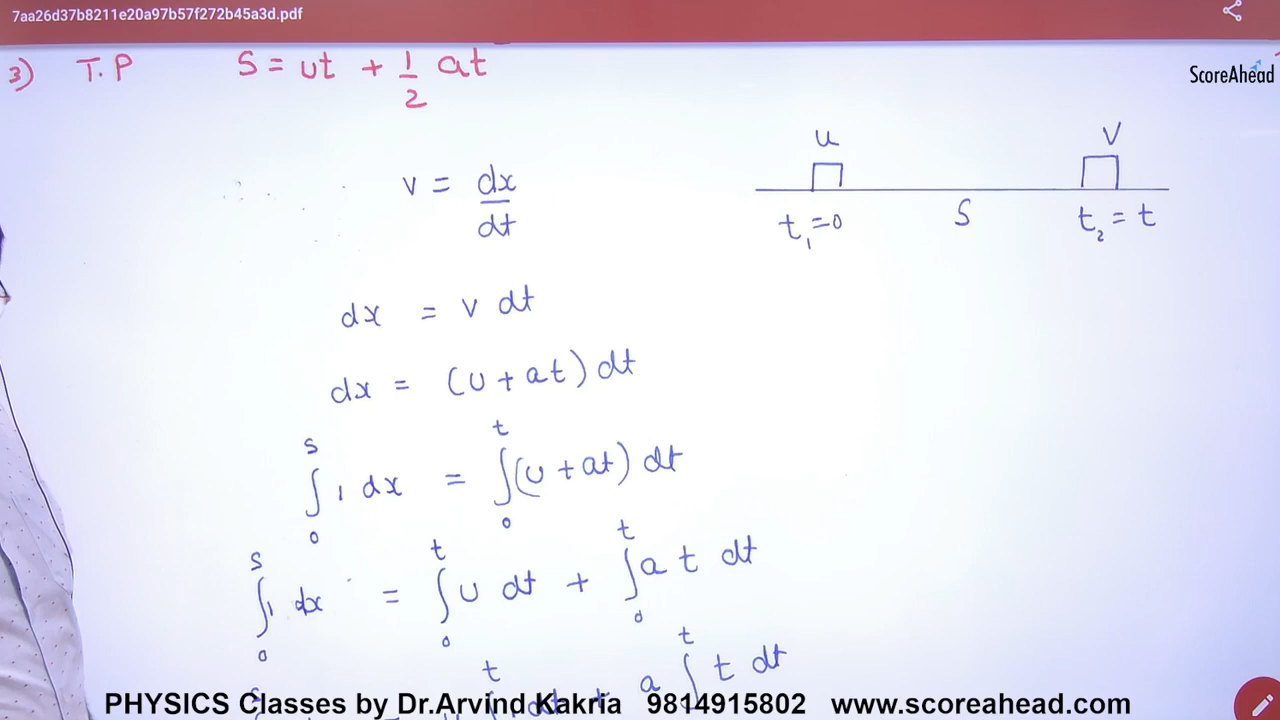 7aa26d37b8211e20a97b57f272b45a3d.pdf
3) T.P S = ut + 1/2 at
ScoreAhead
u V
t₁=0 S t₂ = t
v = dx/dt
dx = v dt
dx = (u + at) dt
∫₀ˢ 1 dx = ∫₀ᵗ (u + at) dt
∫₀ˢ 1 dx = ∫₀ᵗ u dt + ∫₀ᵗ a t dt
a ∫ᵗ t dt
PHYSICS Classes by Dr.Arvind Kakria 9814915802 www.scoreahead.com